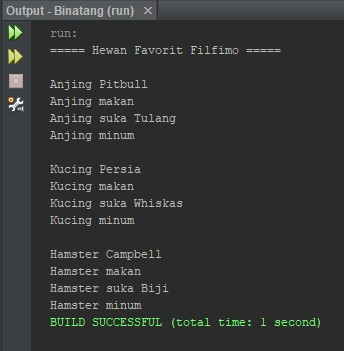 Output - Binatang (run)
run:
===== Hewan Favorit Filfimo =====
Anjing Pitbull
Anjing makan
Anjing suka Tulang
Anjing minum
Kucing Persia
Kucing makan
Kucing suka Whiskas
Kucing minum
Hamster Campbell
Hamster makan
Hamster suka Biji
Hamster minum
BUILD SUCCESSFUL (total time: 1 second)